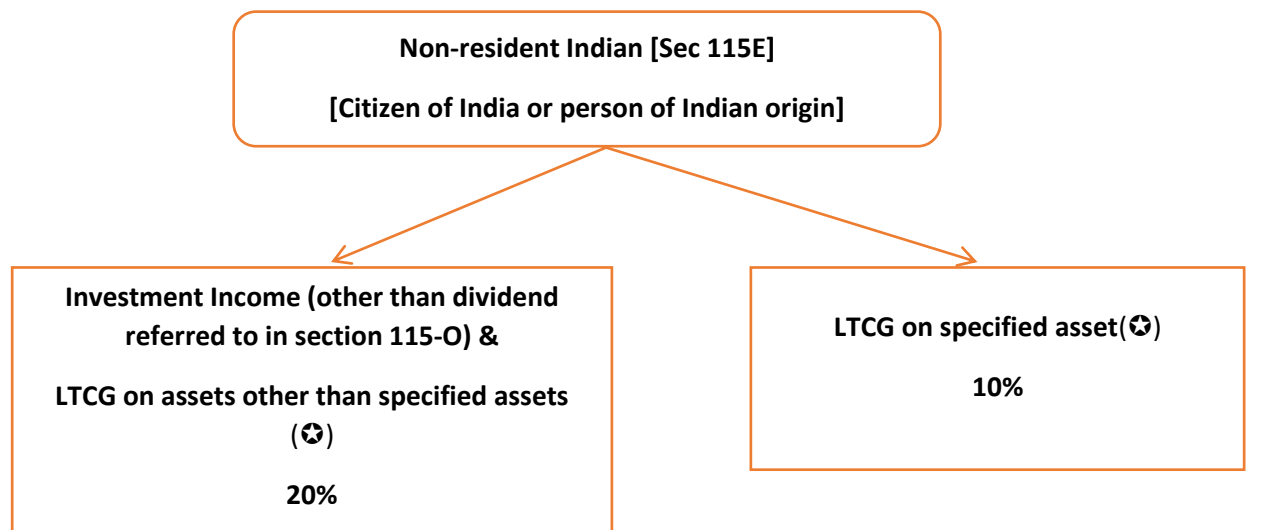 Non-resident Indian [Sec 115E]
[Citizen of India or person of Indian origin]
Investment Income (other than dividend
referred to in section 115-O) &
LTCG on assets other than specified assets
(✪)
20%
LTCG on specified asset(✪)
10%